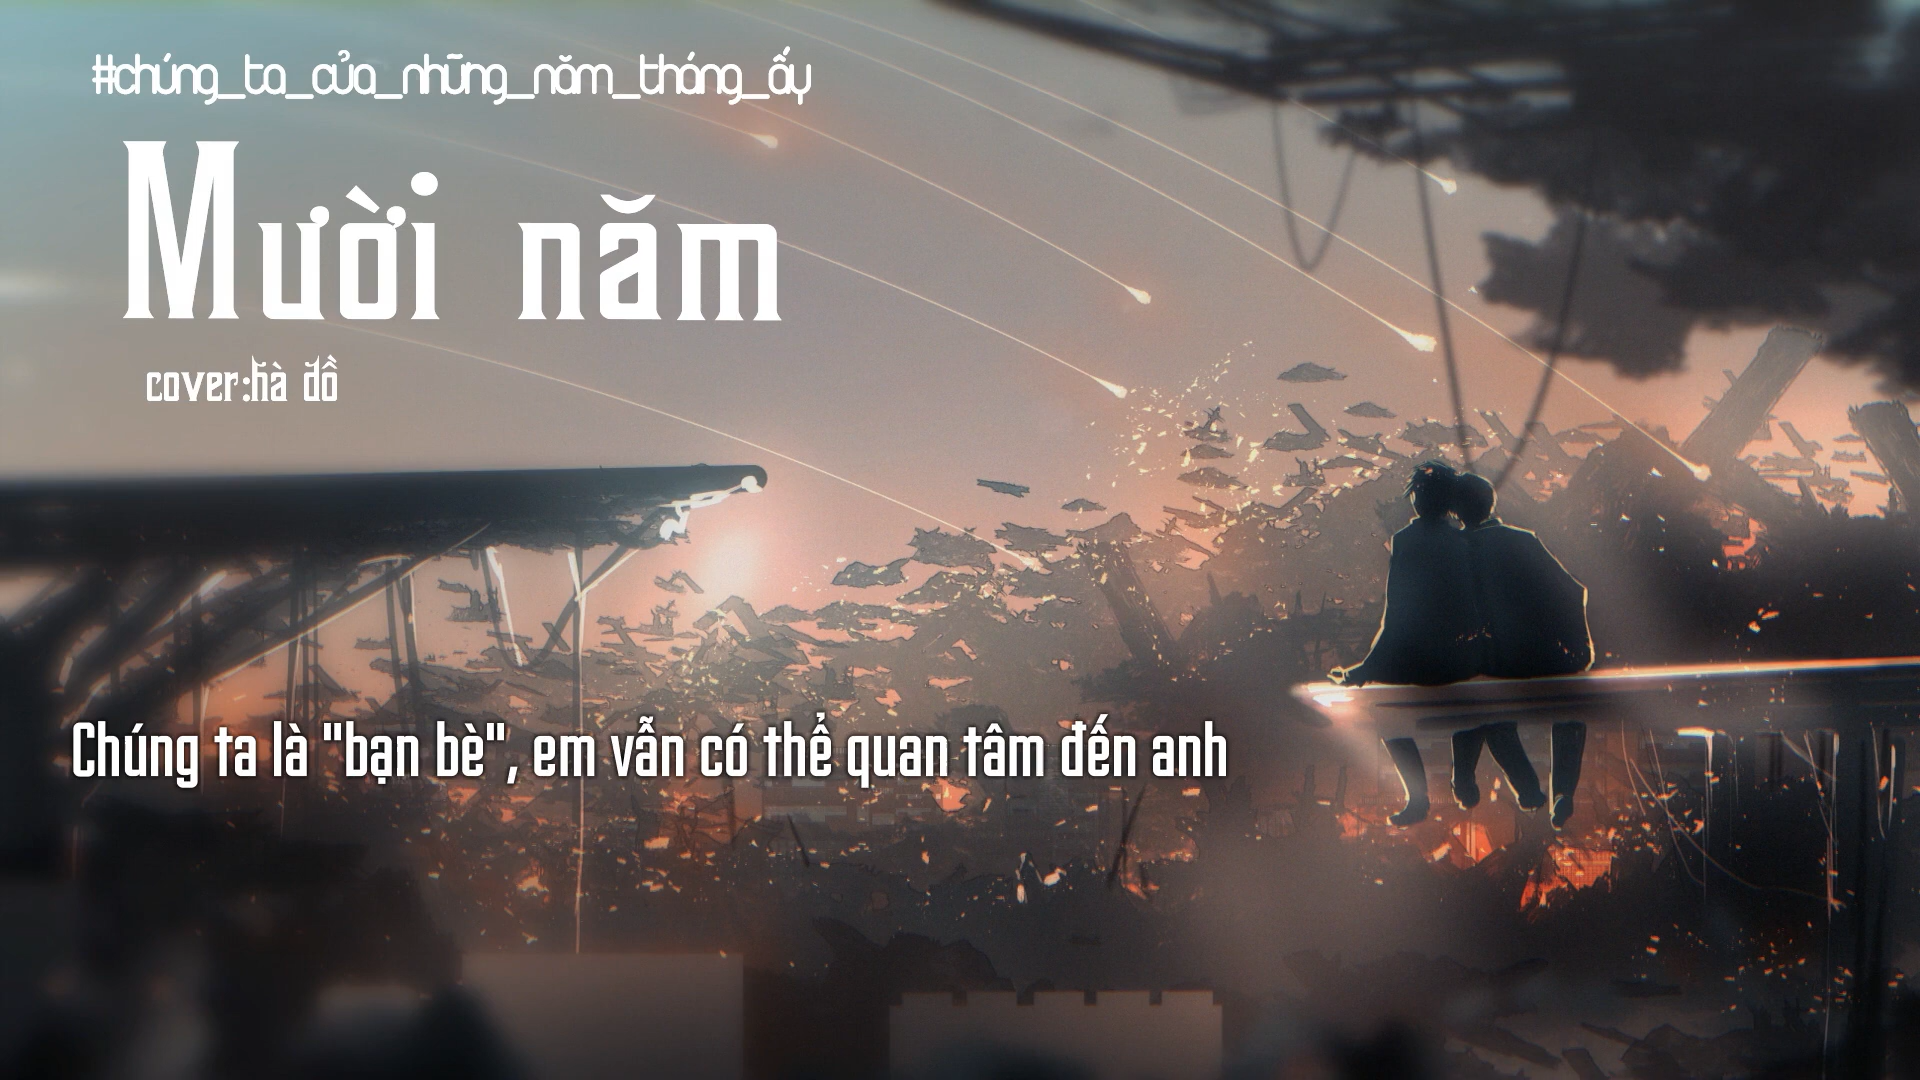 #chúng_ta_của_những_năm_tháng_ấy
Mười năm
cover:hà đồ
Chúng ta là "bạn bè", em vẫn có thể quan tâm đến anh